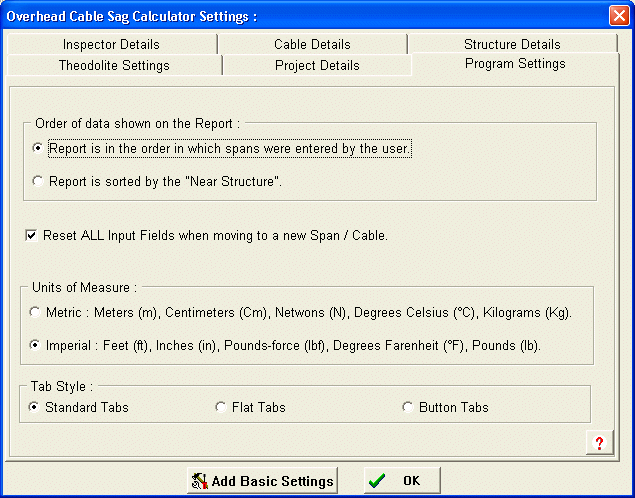 Overhead Cable Sag Calculator Settings :
Inspector Details
Cable Details
Structure Details
Theodolite Settings
Project Details
Program Settings
Order of data shown on the Report :
Report is in the order in which spans were entered by the user.
Report is sorted by the "Near Structure".
Reset ALL Input Fields when moving to a new Span / Cable.
Units of Measure :
Metric : Meters (m), Centimeters (Cm), Netwons (N), Degrees Celsius (°C), Kilograms (Kg).
Imperial : Feet (ft), Inches (in), Pounds-force (lbf), Degrees Farenheit (°F), Pounds (lb).
Tab Style :
Standard Tabs
Flat Tabs
Button Tabs
?
Add Basic Settings
OK